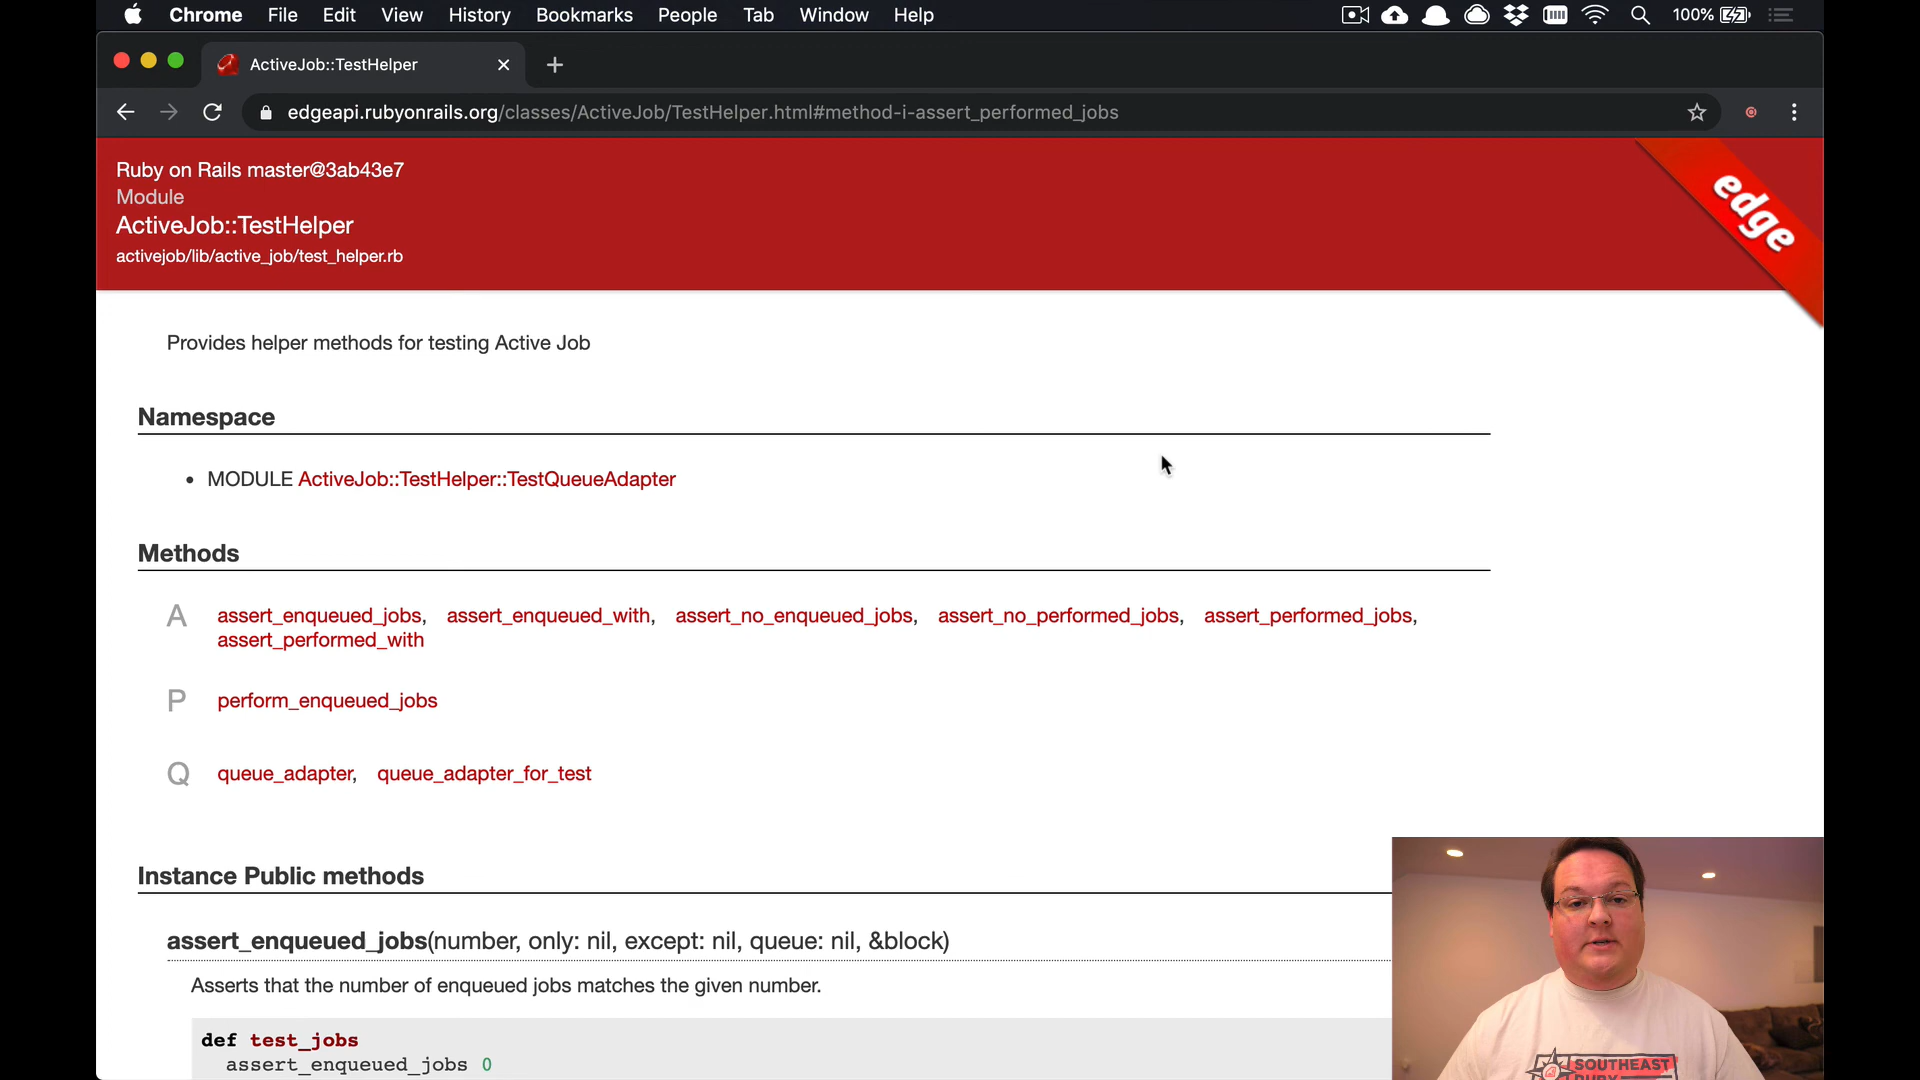 Chrome File Edit View History Bookmarks People Tab Window Help 100%
ActiveJob::TestHelper
edgeapi.rubyonrails.org/classes/ActiveJob/TestHelper.html#method-i-assert_performed_jobs
Ruby on Rails master@3ab43e7
Module
ActiveJob::TestHelper
activejob/lib/active_job/test_helper.rb
edge
Provides helper methods for testing Active Job
Namespace
• MODULE ActiveJob::TestHelper::TestQueueAdapter
Methods
A assert_enqueued_jobs, assert_enqueued_with, assert_no_enqueued_jobs, assert_no_performed_jobs, assert_performed_jobs,
assert_performed_with
P perform_enqueued_jobs
Q queue_adapter, queue_adapter_for_test
Instance Public methods
assert_enqueued_jobs(number, only: nil, except: nil, queue: nil, &block)
Asserts that the number of enqueued jobs matches the given number.
def test_jobs
assert_enqueued_jobs 0
SOUTHEAST
RUBY